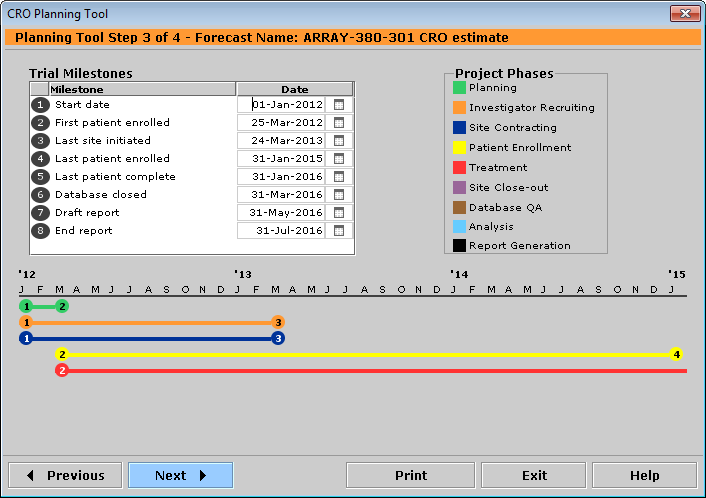 CRO Planning Tool
Planning Tool Step 3 of 4 - Forecast Name: ARRAY-380-301 CRO estimate
Trial Milestones
Milestone Date
1 Start date 01-Jan-2012
2 First patient enrolled 25-Mar-2012
3 Last site initiated 24-Mar-2013
4 Last patient enrolled 31-Jan-2015
5 Last patient complete 31-Jan-2016
6 Database closed 31-Mar-2016
7 Draft report 31-May-2016
8 End report 31-Jul-2016
Project Phases
Planning
Investigator Recruiting
Site Contracting
Patient Enrollment
Treatment
Site Close-out
Database QA
Analysis
Report Generation
'12 '13 '14 '15
J F M A M J J A S O N D J F M A M J J A S O N D J F M A M J J A S O N D J
1 2
1 3
1 3
2 4
2
Previous Next Print Exit Help